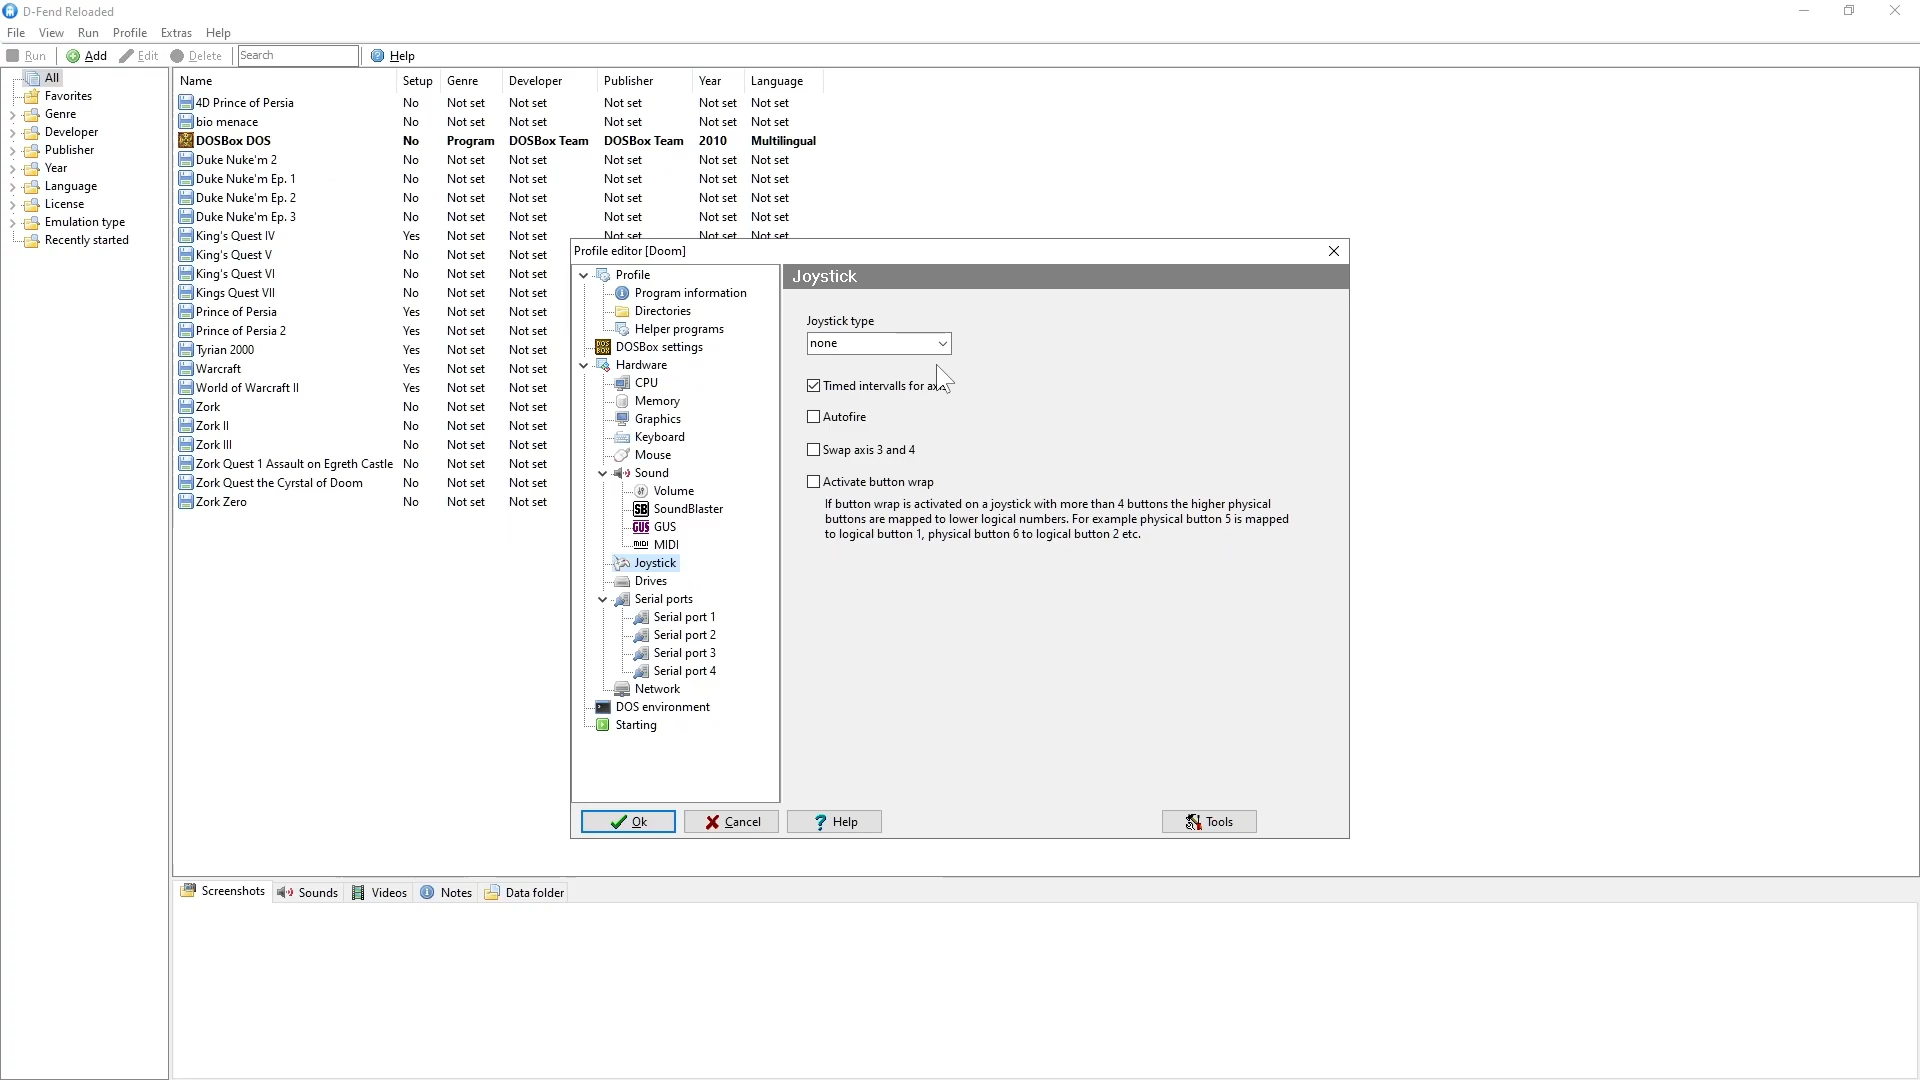 D-Fend Reloaded
File View Run Profile Extras Help
Run Add Edit Delete Search Help
All
Favorites
Genre
Developer
Publisher
Year
Language
License
Emulation type
Recently started
Name Setup Genre Developer Publisher Year Language
4D Prince of Persia No Not set Not set Not set Not set Not set
bio menace No Not set Not set Not set Not set Not set
DOSBox DOS No Program DOSBox Team DOSBox Team 2010 Multilingual
Duke Nuke'm 2 No Not set Not set Not set Not set Not set
Duke Nuke'm Ep. 1 No Not set Not set Not set Not set Not set
Duke Nuke'm Ep. 2 No Not set Not set Not set Not set Not set
Duke Nuke'm Ep. 3 No Not set Not set Not set Not set Not set
King's Quest IV Yes Not set Not set Not set Not set Not set
King's Quest V No Not set Not set
King's Quest VI No Not set Not set
Kings Quest VII No Not set Not set
Prince of Persia Yes Not set Not set
Prince of Persia 2 Yes Not set Not set
Tyrian 2000 Yes Not set Not set
Warcraft Yes Not set Not set
World of Warcraft II Yes Not set Not set
Zork No Not set Not set
Zork II No Not set Not set
Zork III No Not set Not set
Zork Quest 1 Assault on Egreth Castle No Not set Not set
Zork Quest the Cyrstal of Doom No Not set Not set
Zork Zero No Not set Not set
Profile editor [Doom]
Profile
Program information
Directories
Helper programs
DOSBox settings
Hardware
CPU
Memory
Graphics
Keyboard
Mouse
Sound
Volume
SB SoundBlaster
GUS GUS
MIDI MIDI
Joystick
Drives
Serial ports
Serial port 1
Serial port 2
Serial port 3
Serial port 4
Network
DOS environment
Starting
Joystick
Joystick type
none
Timed intervalls for
Autofire
Swap axis 3 and 4
Activate button wrap
If button wrap is activated on a joystick with more than 4 buttons the higher physical
buttons are mapped to lower logical numbers. For example physical button 5 is mapped
to logical button 1, physical button 6 to logical button 2 etc.
Ok Cancel Help Tools
Screenshots Sounds Videos Notes Data folder